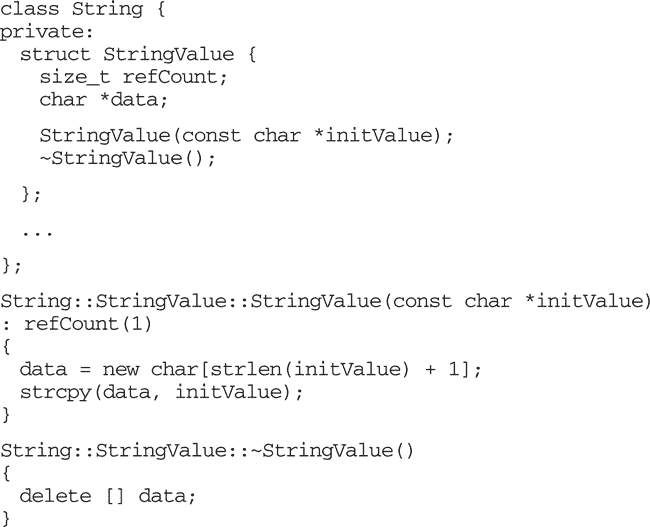 class String {
private:
  struct StringValue {
    size_t refCount;
    char *data;
    StringValue(const char *initValue);
    ~StringValue();
  };
  ...
};
String::StringValue::StringValue(const char *initValue)
: refCount(1)
{
  data = new char[strlen(initValue) + 1];
  strcpy(data, initValue);
}
String::StringValue::~StringValue()
{
  delete [] data;
}